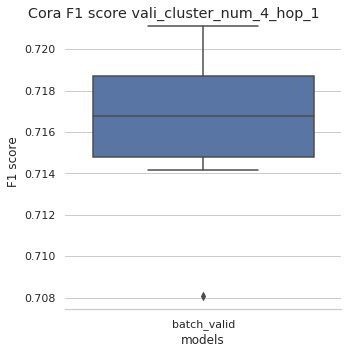 Cora F1 score vali_cluster_num_4_hop_1
0.720
0.718
0.716
0.714
0.712
0.710
0.708
F1 score
batch_valid
models